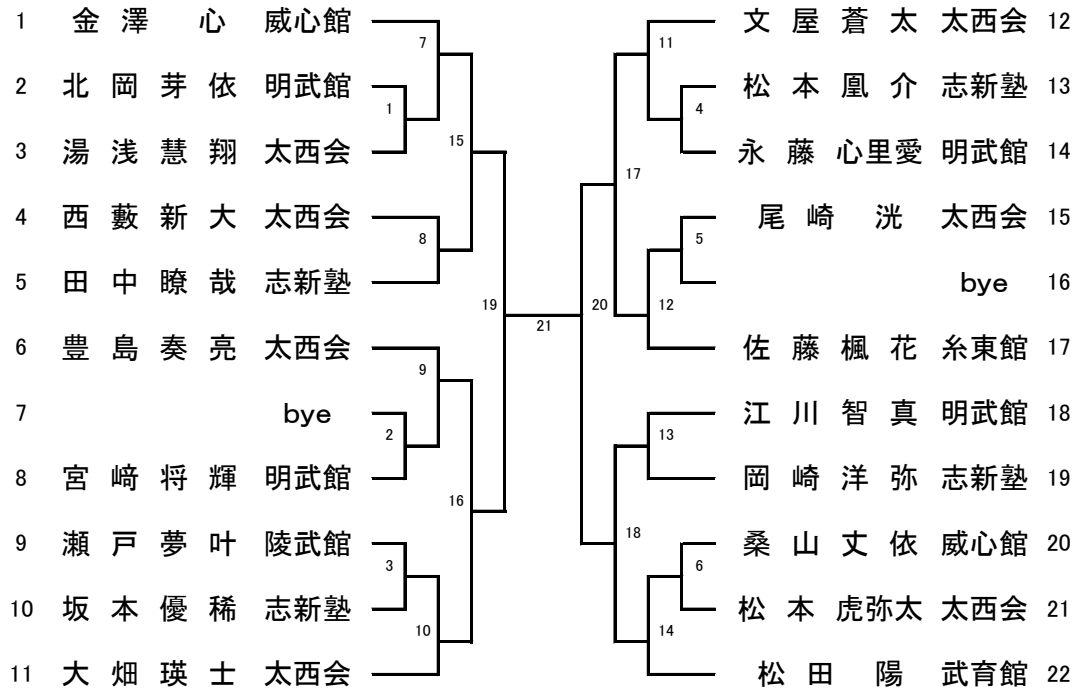 1 金澤 心 威心館
7
2 北岡芽依 明武館
1
3 湯浅慧翔 太西会
15
4 西藪新大 太西会
8
5 田中瞭哉 志新塾
19
6 豊島奏亮 太西会
9
7 bye
2
8 宮﨑将輝 明武館
16
9 瀬戸夢叶 陵武館
3
10 坂本優稀 志新塾
10
11 大畑瑛士 太西会
21
文屋蒼太 太西会 12
11
松本凰介 志新塾 13
4
永藤心里愛 明武館 14
17
尾崎 洸 太西会 15
5
bye 16
20
12
佐藤楓花 糸東館 17
江川智真 明武館 18
13
岡崎洋弥 志新塾 19
18
桑山丈依 威心館 20
6
松本虎弥太 太西会 21
14
松田 陽 武育館 22